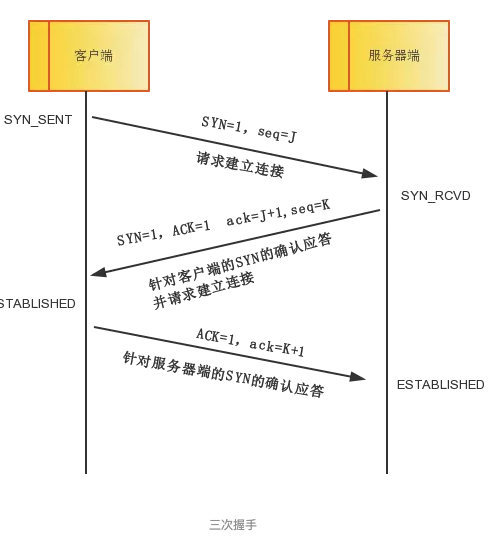 客户端
服务器端
SYN_SENT
SYN=1, seq=J
请求建立连接
SYN_RCVD
SYN=1, ACK=1 ack=J+1,seq=K
针对客户端的SYN的确认应答
并请求建立连接
STABLISHED
ACK=1, ack=K+1
针对服务器端的SYN的确认应答
ESTABLISHED
三次握手